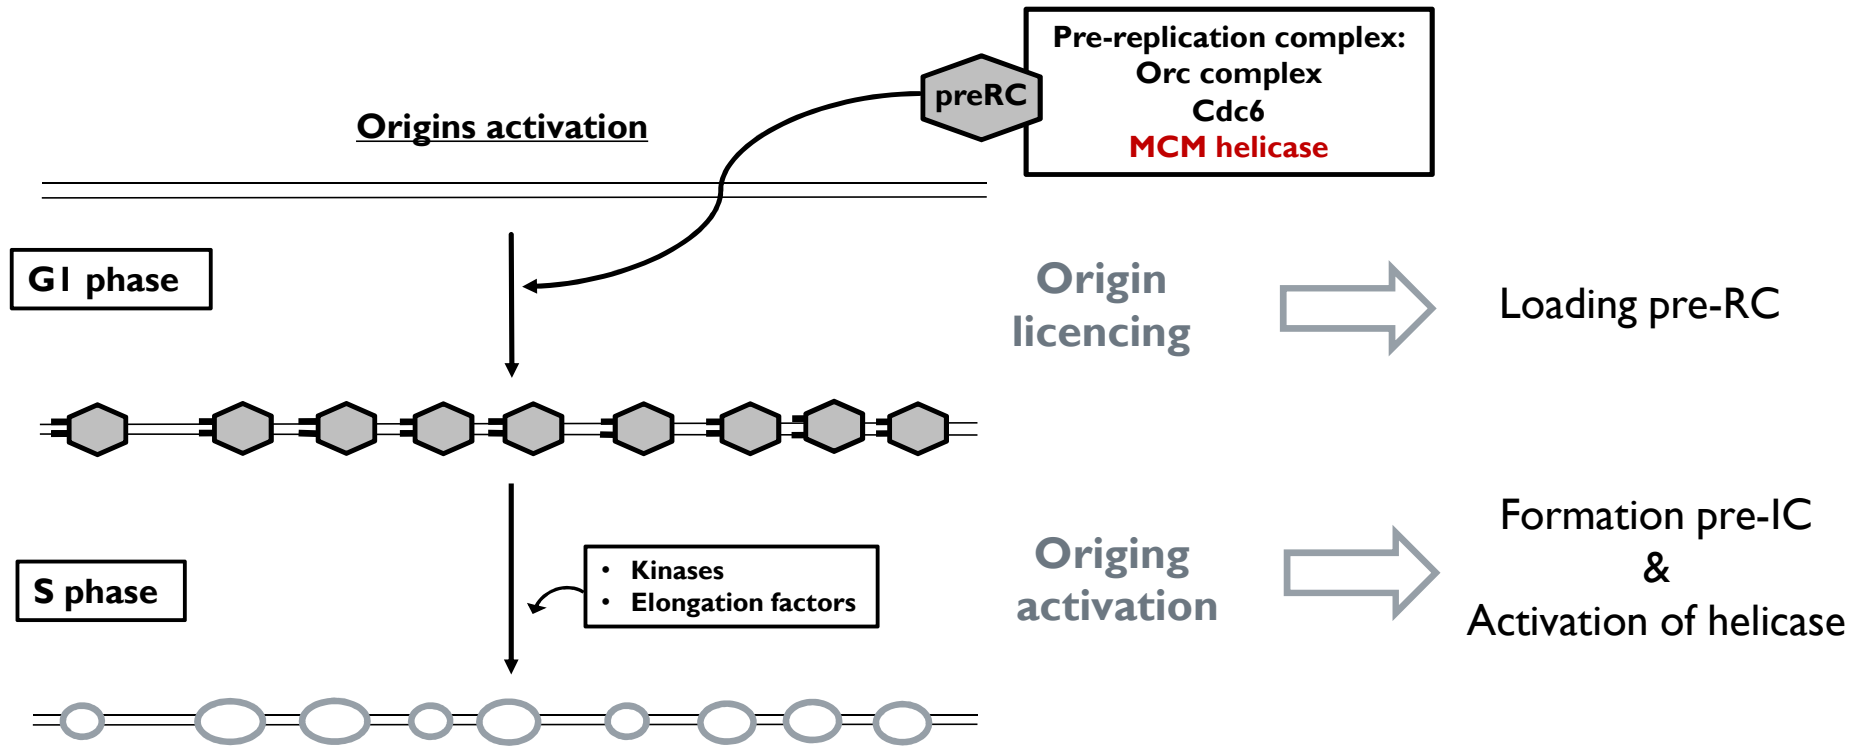 Pre-replication complex:
Orc complex
Cdc6
MCM helicase
preRC
Origins activation
G1 phase
Origin
licencing
Loading pre-RC
S phase
• Kinases
• Elongation factors
Origing
activation
Formation pre-IC
&
Activation of helicase